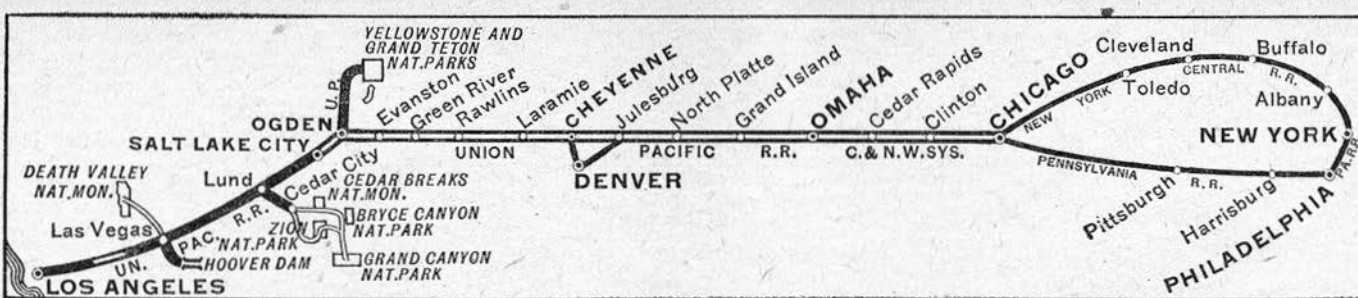 YELLOWSTONE AND
GRAND TETON
NAT.PARKS
U.P.
OGDEN
Evanston
Green River
Rawlins
Laramie
CHEYENNE
Julesburg
North Platte
Grand Island
OMAHA
Cedar Rapids
Clinton
CHICAGO
Cleveland
Toledo
Buffalo
Albany
NEW YORK CENTRAL R.R.
NEW YORK
PA.R.R.
SALT LAKE CITY
UNION PACIFIC R.R.
C.& N.W.SYS.
DENVER
PENNSYLVANIA R.R.
Pittsburgh
Harrisburg
PHILADELPHIA
DEATH VALLEY
NAT.MON.
Lund
Cedar City
CEDAR BREAKS
NAT.MON.
BRYCE CANYON
NAT.PARK
ZION
NAT.PARK
GRAND CANYON
NAT.PARK
Las Vegas
UN. PAC. R.R.
HOOVER DAM
LOS ANGELES